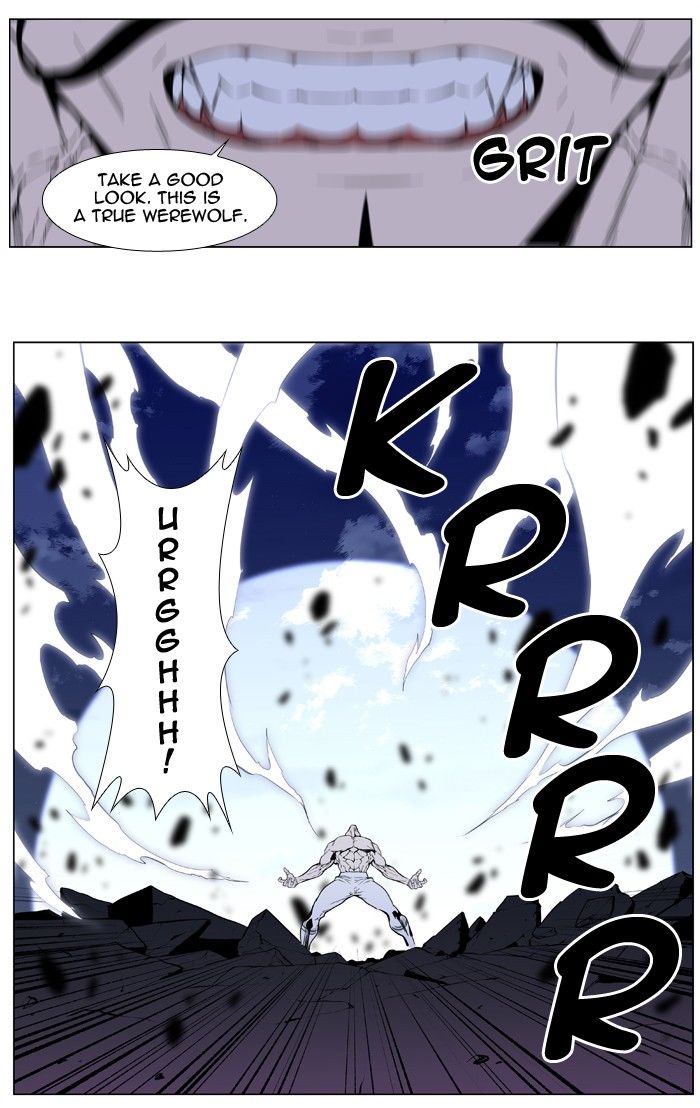 GRIT
TAKE A GOOD
LOOK. THIS IS
A TRUE WEREWOLF.
KRRRR
URRGGHHH!